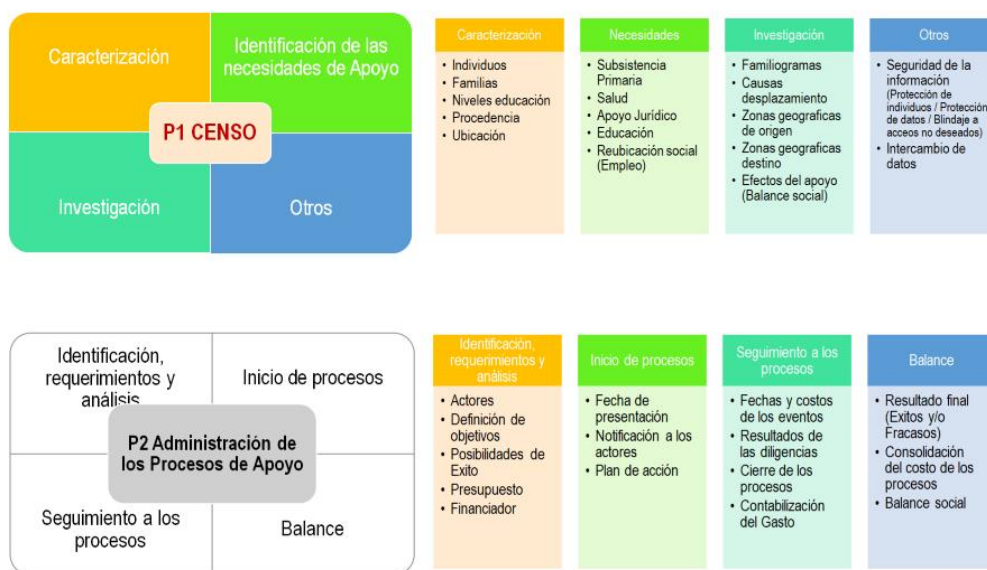 Caracterización
Identificación de las
necesidades de Apoyo
P1 CENSO
Investigación
Otros
Caracterización
• Individuos
• Familias
• Niveles educación
• Procedencia
• Ubicación
Necesidades
• Subsistencia
Primaria
• Salud
• Apoyo Jurídico
• Educación
• Reubicación social
(Empleo)
Investigación
• Familiogramas
• Causas
desplazamiento
• Zonas geograficas
de origen
• Zonas geograficas
destino
• Efectos del apoyo
(Balance social)
Otros
• Seguridad de la
información
(Protección de
individuos / Protección
de datos / Blindaje a
acceos no deseados)
• Intercambio de
datos
Identificación,
requerimientos y
análisis
Inicio de procesos
P2 Administración de
los Procesos de Apoyo
Seguimiento a los
procesos
Balance
Identificación,
requerimientos y
análisis
• Actores
• Definición de
objetivos
• Posibilidades de
Exito
• Presupuesto
• Financiador
Inicio de procesos
• Fecha de
presentación
• Notificación a los
actores
• Plan de acción
Seguimiento a los
procesos
• Fechas y costos
de los eventos
• Resultados de
las diligencias
• Cierre de los
procesos
• Contabilización
del Gasto
Balance
• Resultado final
(Exitos y/o
Fracasos)
• Consolidación
del costo de los
procesos
• Balance social